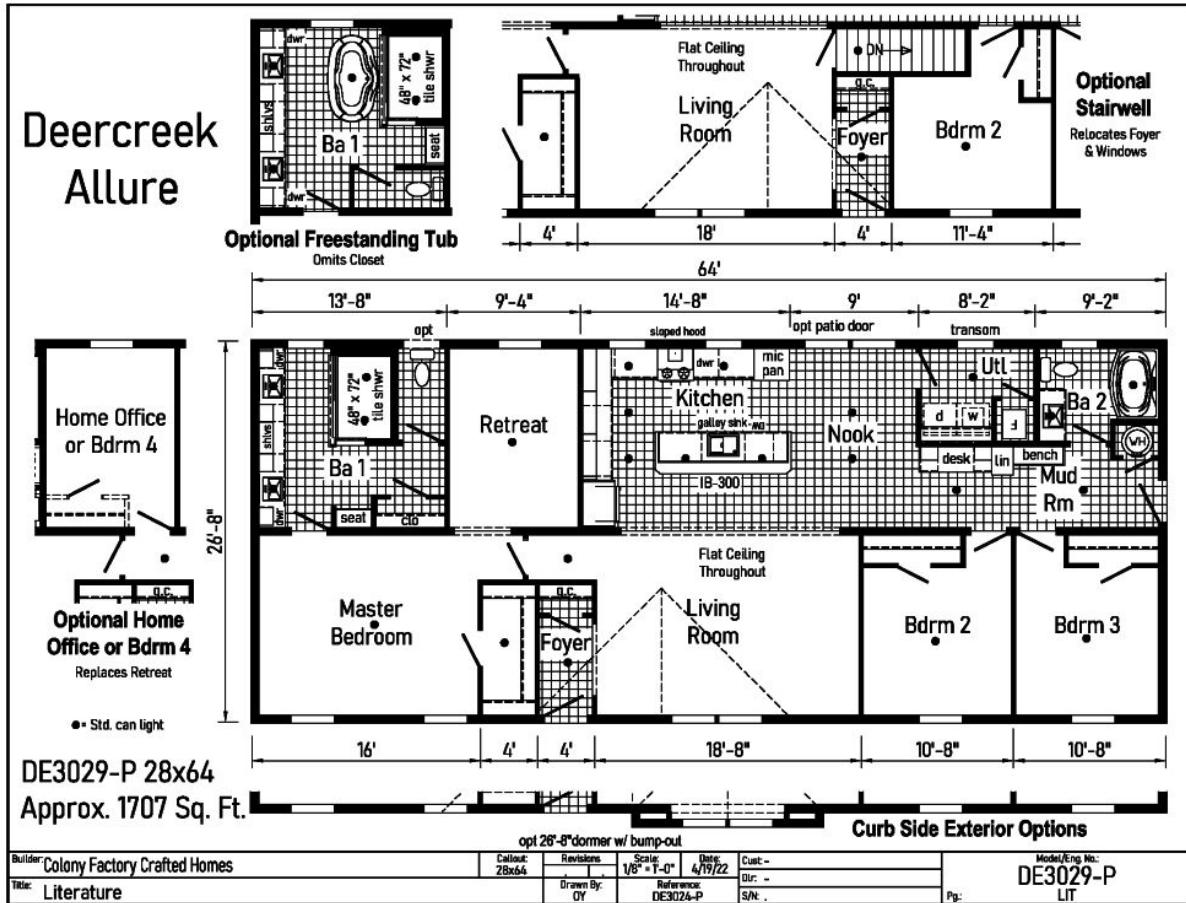 Deercreek
Allure
dwr
shlvs
dwr
48" x 72"
tile shwr
Ba 1
seat
Optional Freestanding Tub
Omits Closet
Flat Ceiling
Throughout
Living
Room
DN
g.c.
Foyer
Bdrm 2
Optional
Stairwell
Relocates Foyer
& Windows
4' 18' 4' 11'-4"
64'
13'-8" 9'-4" 14'-8" 9' 8'-2" 9'-2"
opt
sloped hood
opt patio door
transom
Home Office
or Bdrm 4
g.c.
Optional Home
Office or Bdrm 4
Replaces Retreat
●= Std. can light
26'-8"
dwr
shlvs
dwr
48" x 72"
tile shwr
Ba 1
seat
clo
Retreat
dwr
mic
pan
Kitchen
galley sink
DW
IB-300
Nook
Utl
d
w
F
Ba 2
WH
desk
lin
bench
Mud
Rm
Master
Bedroom
g.c.
Foyer
Flat Ceiling
Throughout
Living
Room
Bdrm 2
Bdrm 3
16' 4' 4' 18'-8" 10'-8" 10'-8"
DE3029-P 28x64
Approx. 1707 Sq. Ft.
opt 26'-8"dormer w/ bump-out
Curb Side Exterior Options
Builder: Colony Factory Crafted Homes
Title: Literature
Callout:
28x64
Revisions
Drawn By:
OY
Scale:
1/8" = 1'-0"
Date:
4/19/22
Reference:
DE3024-P
Cust: -
Dlr: -
S/N: .
Model/Eng. No.:
DE3029-P
Pg.: LIT